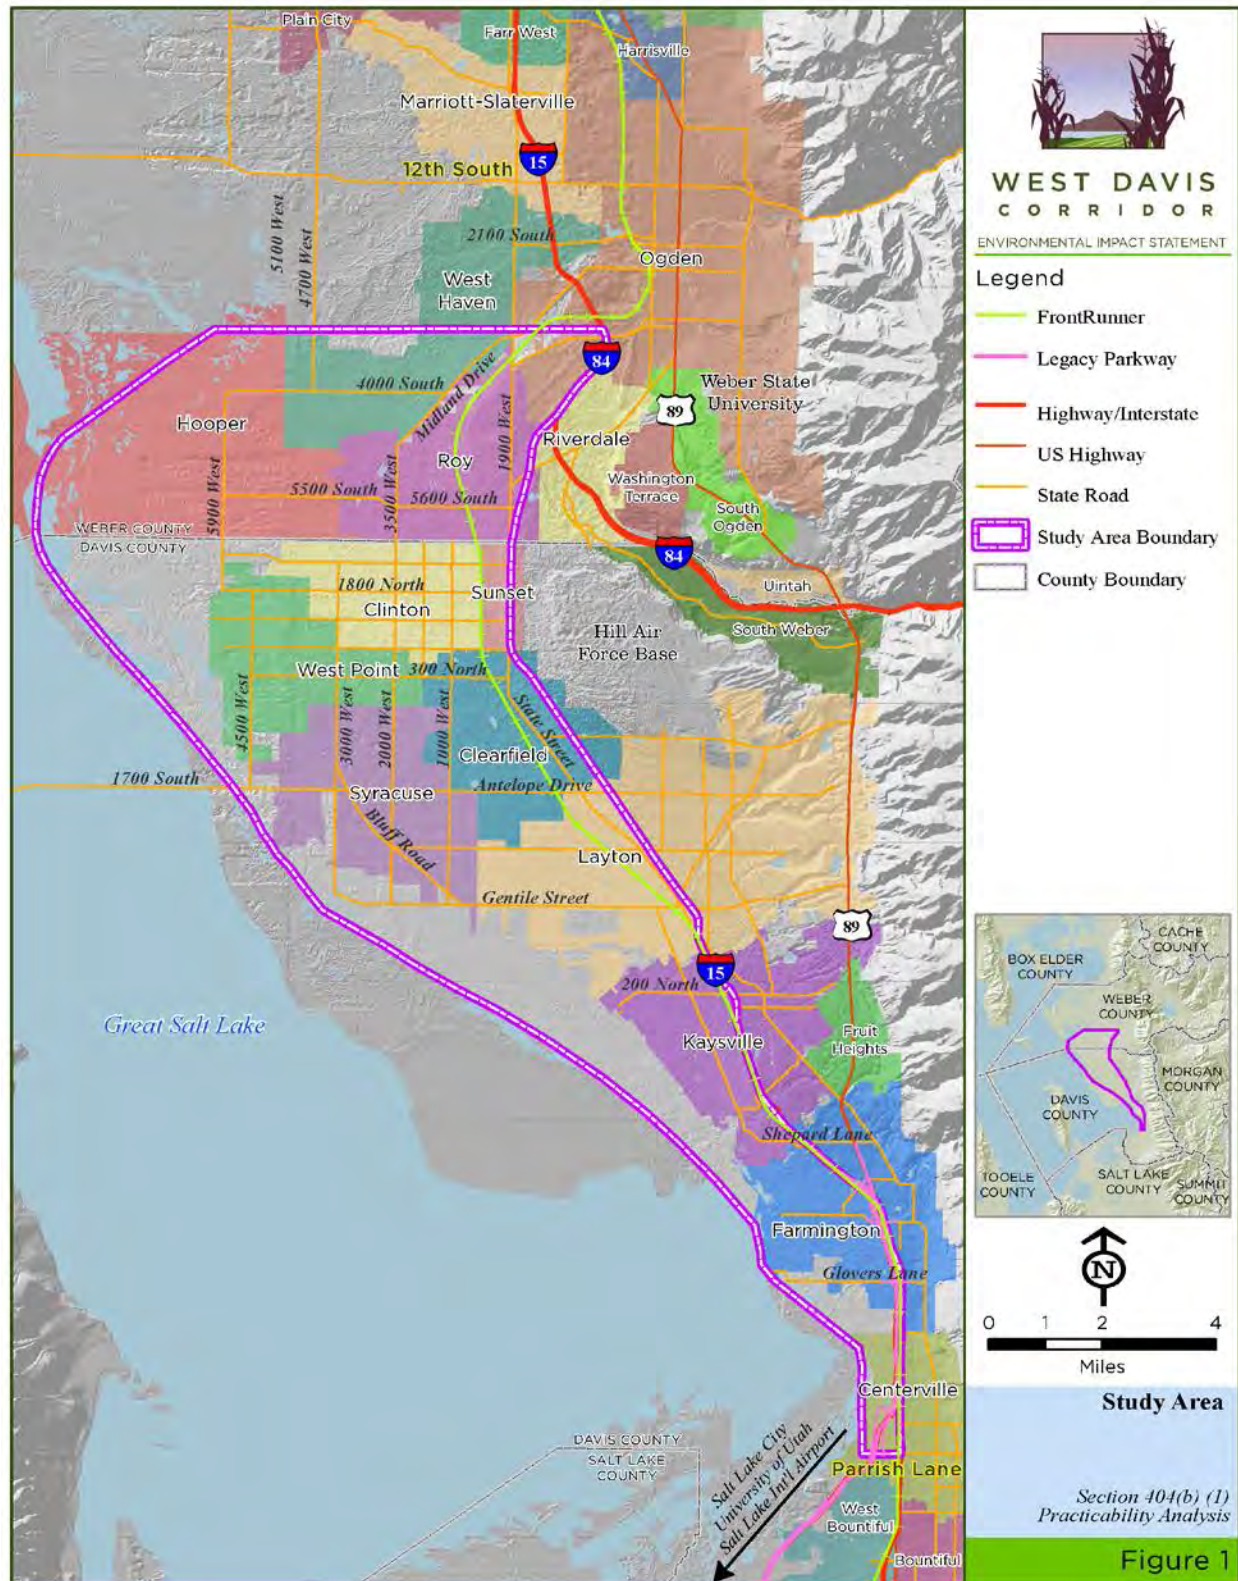 Plain City
Farr West
Harrisville
Marriott-Slaterville
15
12th South
5100 West
4700 West
2100 South
Ogden
West
Haven
84
4000 South
Midland Drive
Weber State
University
89
Hooper
1900 West
Riverdale
Roy
Washington
Terrace
5900 West
5500 South
3500 West
5600 South
South
Ogden
WEBER COUNTY
DAVIS COUNTY
84
1800 North
Sunset
Uintah
Clinton
Hill Air
Force Base
South Weber
West Point
300 North
4500 West
3000 West
2000 West
1000 West
State Street
Clearfield
1700 South
Syracuse
Antelope Drive
Bluff Road
Layton
Gentile Street
89
15
200 North
Great Salt Lake
Kaysville
Fruit
Heights
Shepard Lane
Farmington
Glovers Lane
Centerville
DAVIS COUNTY
SALT LAKE
COUNTY
Salt Lake City
University of Utah
Salt Lake Int'l Airport
Parrish Lane
West
Bountiful
Bountiful
WEST DAVIS
CORRIDOR
ENVIRONMENTAL IMPACT STATEMENT
Legend
FrontRunner
Legacy Parkway
Highway/Interstate
US Highway
State Road
Study Area Boundary
County Boundary
CACHE
COUNTY
BOX ELDER
COUNTY
WEBER
COUNTY
MORGAN
COUNTY
DAVIS
COUNTY
TOOELE
COUNTY
SALT LAKE
COUNTY
SUMMIT
COUNTY
N
0 1 2 4
Miles
Study Area
Section 404(b) (1)
Practicability Analysis
Figure 1